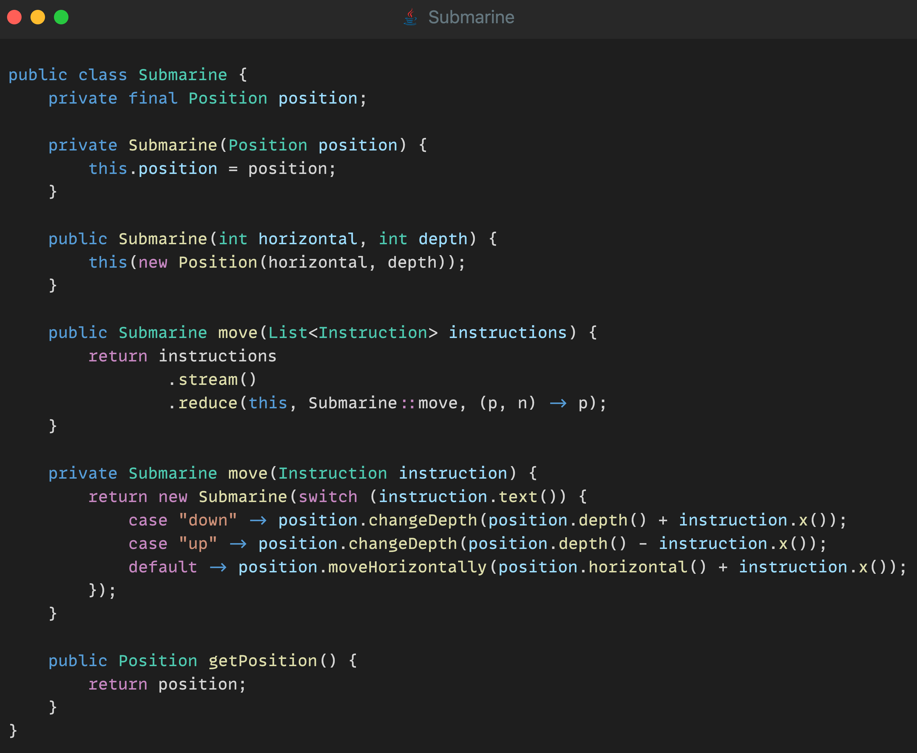 Submarine
public class Submarine {
    private final Position position;
    private Submarine(Position position) {
        this.position = position;
    }
    public Submarine(int horizontal, int depth) {
        this(new Position(horizontal, depth));
    }
    public Submarine move(List<Instruction> instructions) {
        return instructions
                .stream()
                .reduce(this, Submarine::move, (p, n) -> p);
    }
    private Submarine move(Instruction instruction) {
        return new Submarine(switch (instruction.text()) {
            case "down" -> position.changeDepth(position.depth() + instruction.x());
            case "up" -> position.changeDepth(position.depth() - instruction.x());
            default -> position.moveHorizontally(position.horizontal() + instruction.x());
        });
    }
    public Position getPosition() {
        return position;
    }
}